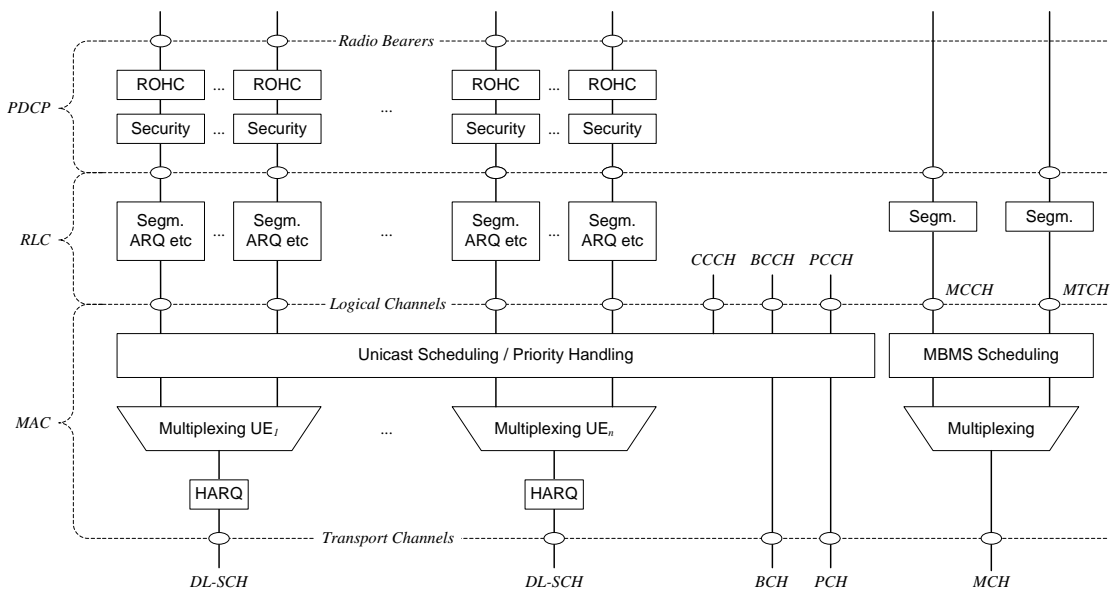 Radio Bearers
ROHC ... ROHC ROHC ... ROHC
PDCP ...
Security ... Security Security ... Security
Segm. ARQ etc ... Segm. ARQ etc ... Segm. ARQ etc ... Segm. ARQ etc Segm. Segm.
RLC
CCCH BCCH PCCH
Logical Channels MCCH MTCH
Unicast Scheduling / Priority Handling MBMS Scheduling
MAC
Multiplexing UE1 ... Multiplexing UEn Multiplexing
HARQ HARQ
Transport Channels
DL-SCH DL-SCH BCH PCH MCH